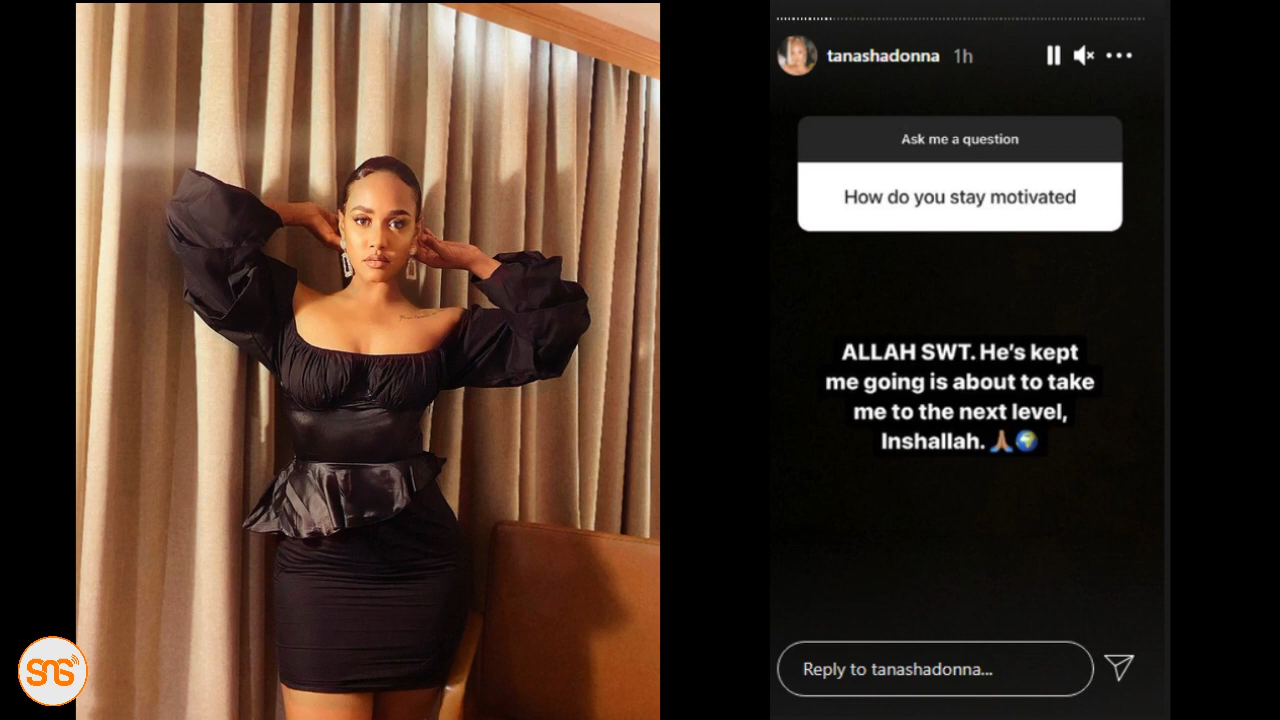 tanashadonna 1h
Ask me a question
How do you stay motivated
ALLAH SWT. He's kept
me going is about to take
me to the next level,
Inshallah. 🙏🏽🌍
Reply to tanashadonna...
SNS